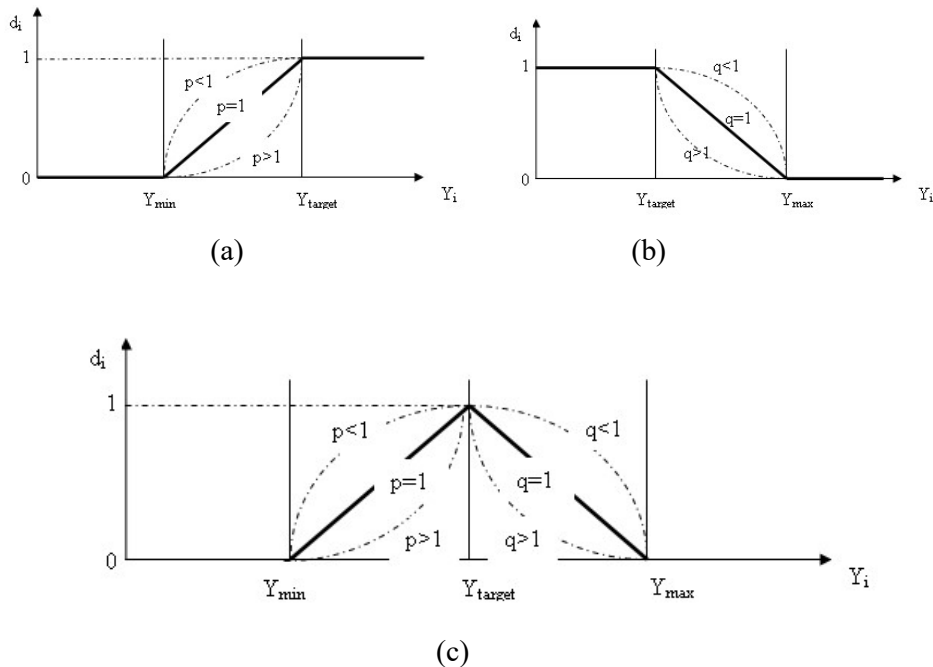 d_i
1
p<1
p=1
p>1
0
Y_min
Y_target
Y_i
(a)
d_i
1
q<1
q=1
q>1
0
Y_target
Y_max
Y_i
(b)
d_i
1
p<1
q<1
p=1
q=1
p>1
q>1
0
Y_min
Y_target
Y_max
Y_i
(c)